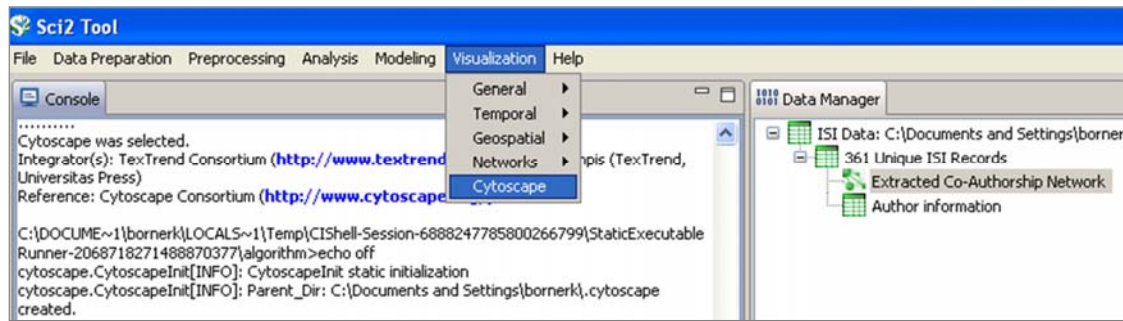 Sci2 Tool
File Data Preparation Preprocessing Analysis Modeling Visualization Help
General
Temporal
Geospatial
Networks
Cytoscape
Console
..........
Cytoscape was selected.
Integrator(s): TexTrend Consortium (http://www.textrend
(TexTrend,
Universitas Press)
Reference: Cytoscape Consortium (http://www.cytoscape
C:\DOCUME~1\bornerk\LOCALS~1\Temp\CIShell-Session-6888247785800266799\StaticExecutable
Runner-2068718271488870377\algorithm>echo off
cytoscape.CytoscapeInit[INFO]: CytoscapeInit static initialization
cytoscape.CytoscapeInit[INFO]: Parent_Dir: C:\Documents and Settings\bornerk\.cytoscape
created.
Data Manager
ISI Data: C:\Documents and Settings\borner
361 Unique ISI Records
Extracted Co-Authorship Network
Author information